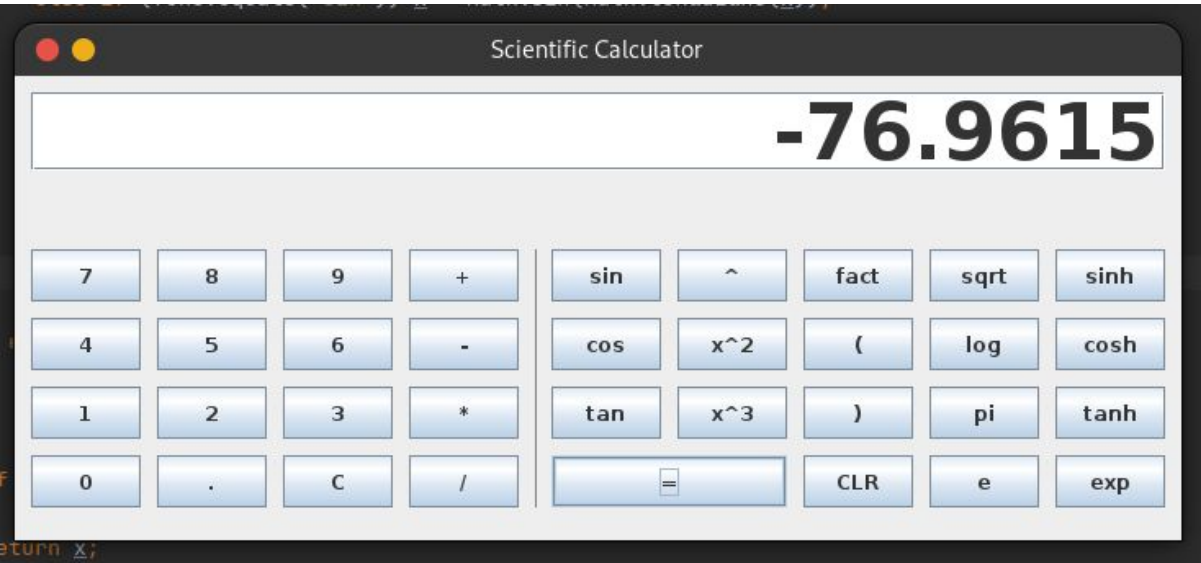 Scientific Calculator
-76.9615
7 8 9 + sin ^ fact sqrt sinh
4 5 6 - cos x^2 ( log cosh
1 2 3 * tan x^3 ) pi tanh
0 . C / = CLR e exp
eturn x;